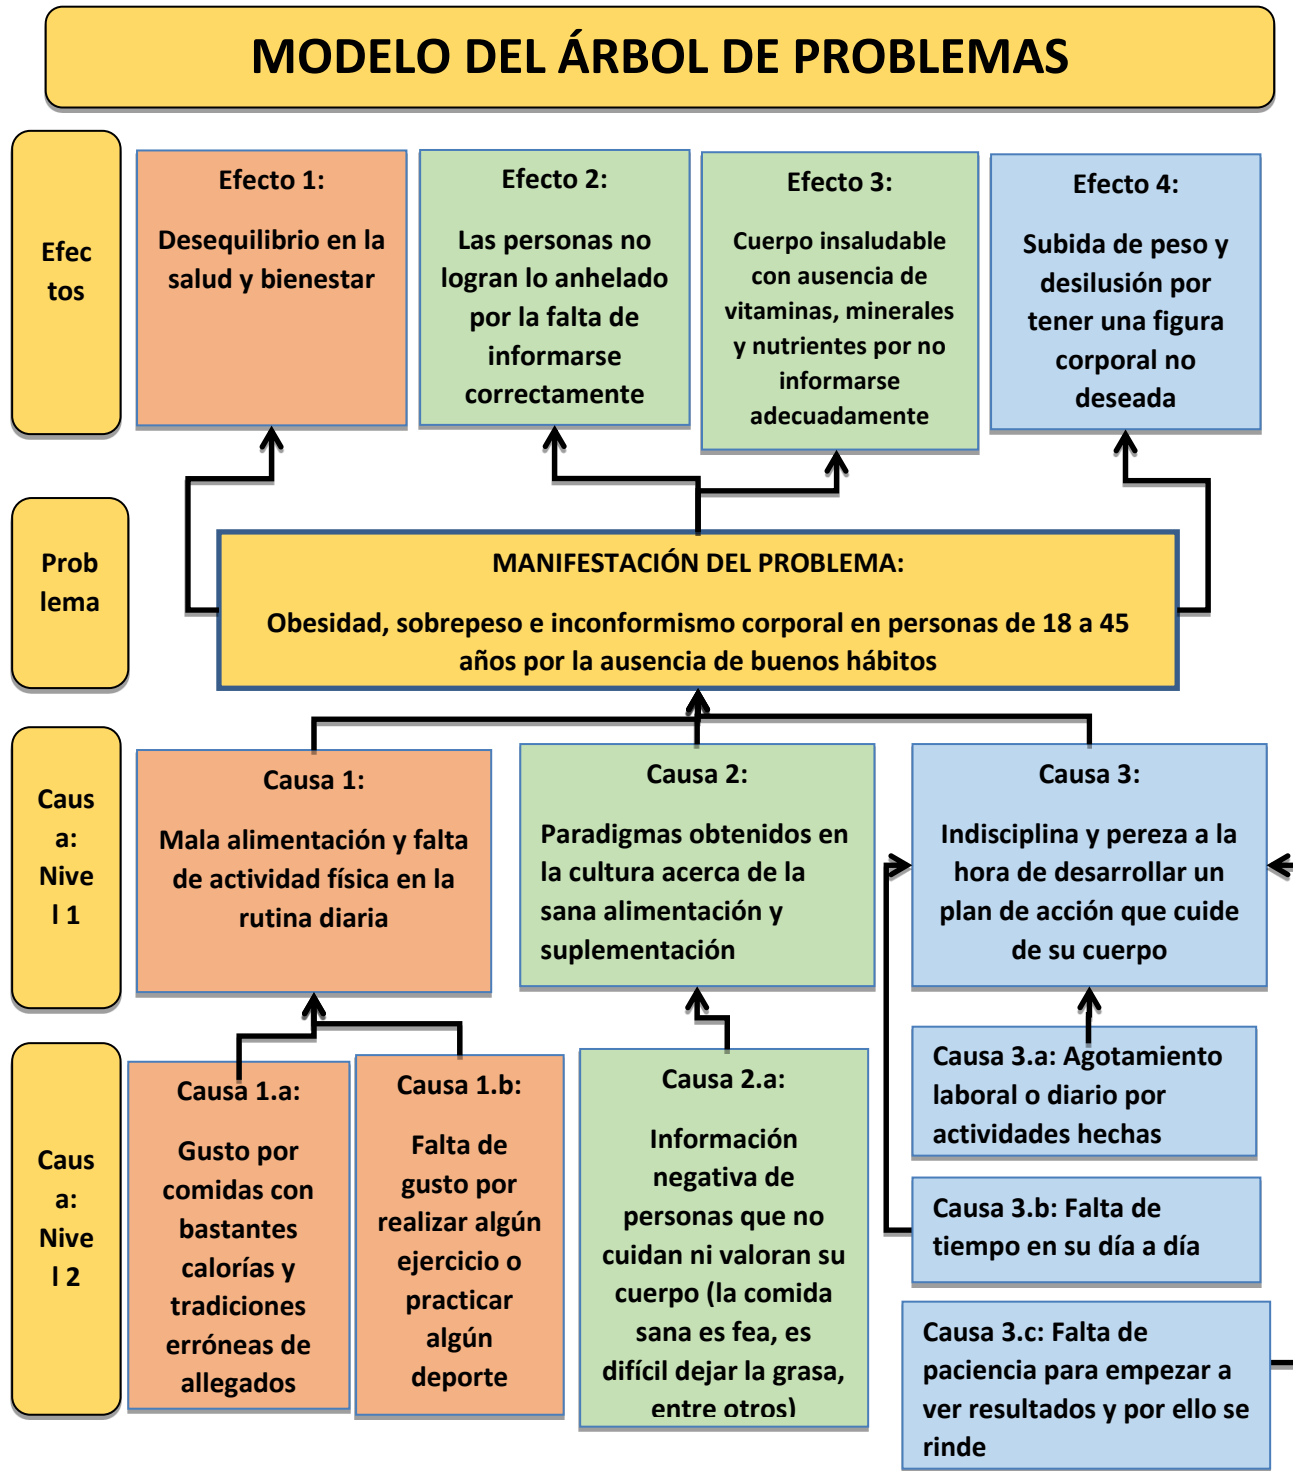 MODELO DEL ÁRBOL DE PROBLEMAS
Efec
tos
Efecto 1:
Desequilibrio en la
salud y bienestar
Efecto 2:
Las personas no
logran lo anhelado
por la falta de
informarse
correctamente
Efecto 3:
Cuerpo insaludable
con ausencia de
vitaminas, minerales
y nutrientes por no
informarse
adecuadamente
Efecto 4:
Subida de peso y
desilusión por
tener una figura
corporal no
deseada
Prob
lema
MANIFESTACIÓN DEL PROBLEMA:
Obesidad, sobrepeso e inconformismo corporal en personas de 18 a 45
años por la ausencia de buenos hábitos
Caus
a:
Nive
l 1
Causa 1:
Mala alimentación y falta
de actividad física en la
rutina diaria
Causa 2:
Paradigmas obtenidos en
la cultura acerca de la
sana alimentación y
suplementación
Causa 3:
Indisciplina y pereza a la
hora de desarrollar un
plan de acción que cuide
de su cuerpo
Caus
a:
Nive
l 2
Causa 1.a:
Gusto por
comidas con
bastantes
calorías y
tradiciones
erróneas de
allegados
Causa 1.b:
Falta de
gusto por
realizar algún
ejercicio o
practicar
algún
deporte
Causa 2.a:
Información
negativa de
personas que no
cuidan ni valoran su
cuerpo (la comida
sana es fea, es
difícil dejar la grasa,
entre otros)
Causa 3.a: Agotamiento
laboral o diario por
actividades hechas
Causa 3.b: Falta de
tiempo en su día a día
Causa 3.c: Falta de
paciencia para empezar a
ver resultados y por ello se
rinde